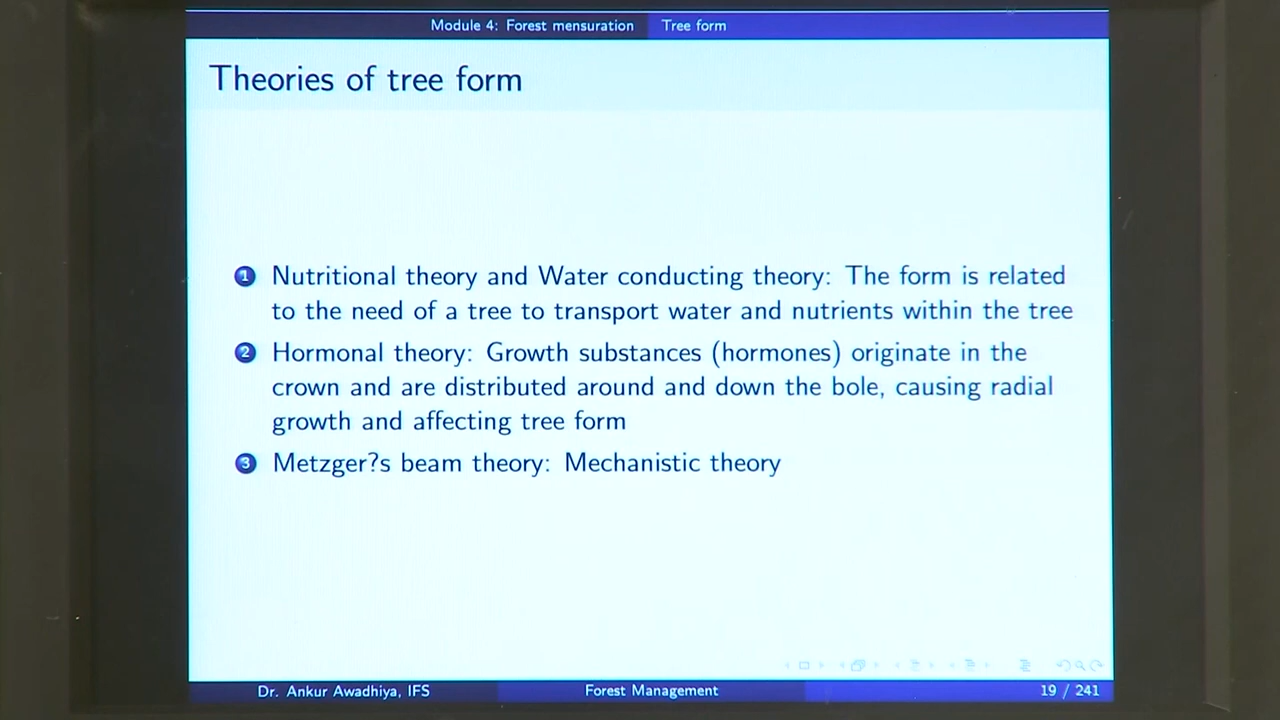 Module 4: Forest mensuration Tree form
Theories of tree form
1 Nutritional theory and Water conducting theory: The form is related
to the need of a tree to transport water and nutrients within the tree
2 Hormonal theory: Growth substances (hormones) originate in the
crown and are distributed around and down the bole, causing radial
growth and affecting tree form
3 Metzger?s beam theory: Mechanistic theory
Dr. Ankur Awadhiya, IFS Forest Management 19 / 241